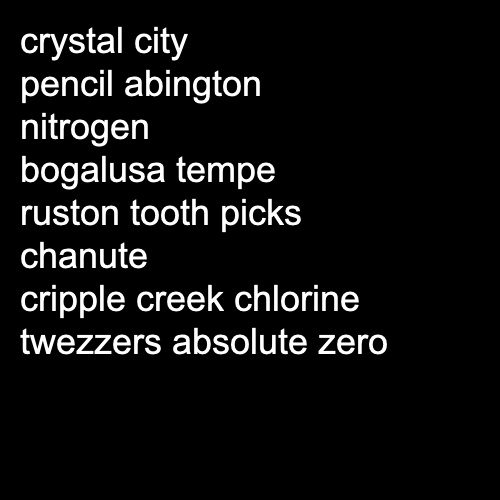 crystal city
pencil abington
nitrogen
bogalusa tempe
ruston tooth picks
chanute
cripple creek chlorine
twezzers absolute zero